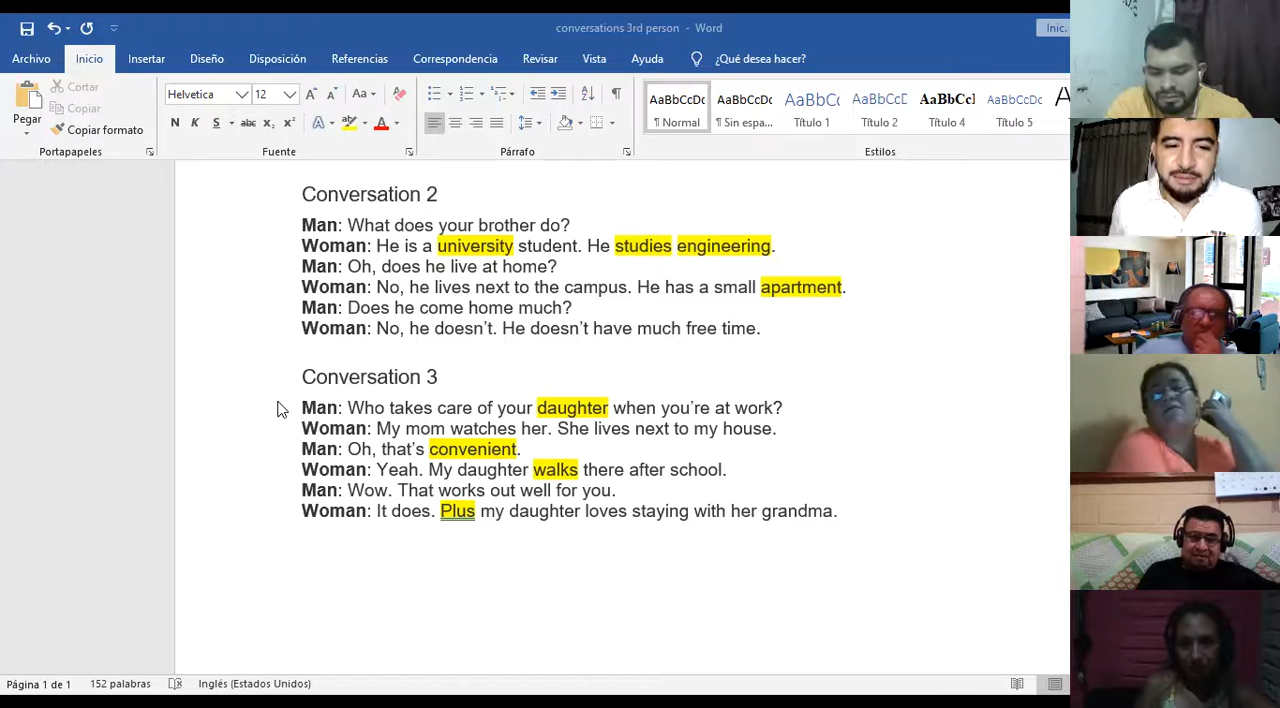 conversations 3rd person - Word
Inic.
Archivo Inicio Insertar Diseño Disposición Referencias Correspondencia Revisar Vista Ayuda ¿Qué desea hacer?
Pegar
Cortar
Copiar
Copiar formato
Portapapeles
Helvetica 12
N K S abc x₂ x² A A
Aa
Fuente
Párrafo
AaBbCcDc AaBbCcDc AaBbC AaBbCcD AaBbCcI AaBbCcDc
¶ Normal ¶ Sin espa... Título 1 Título 2 Título 4 Título 5
Estilos
Conversation 2
Man: What does your brother do?
Woman: He is a university student. He studies engineering.
Man: Oh, does he live at home?
Woman: No, he lives next to the campus. He has a small apartment.
Man: Does he come home much?
Woman: No, he doesn't. He doesn't have much free time.
Conversation 3
Man: Who takes care of your daughter when you're at work?
Woman: My mom watches her. She lives next to my house.
Man: Oh, that's convenient.
Woman: Yeah. My daughter walks there after school.
Man: Wow. That works out well for you.
Woman: It does. Plus my daughter loves staying with her grandma.
Página 1 de 1 152 palabras Inglés (Estados Unidos)